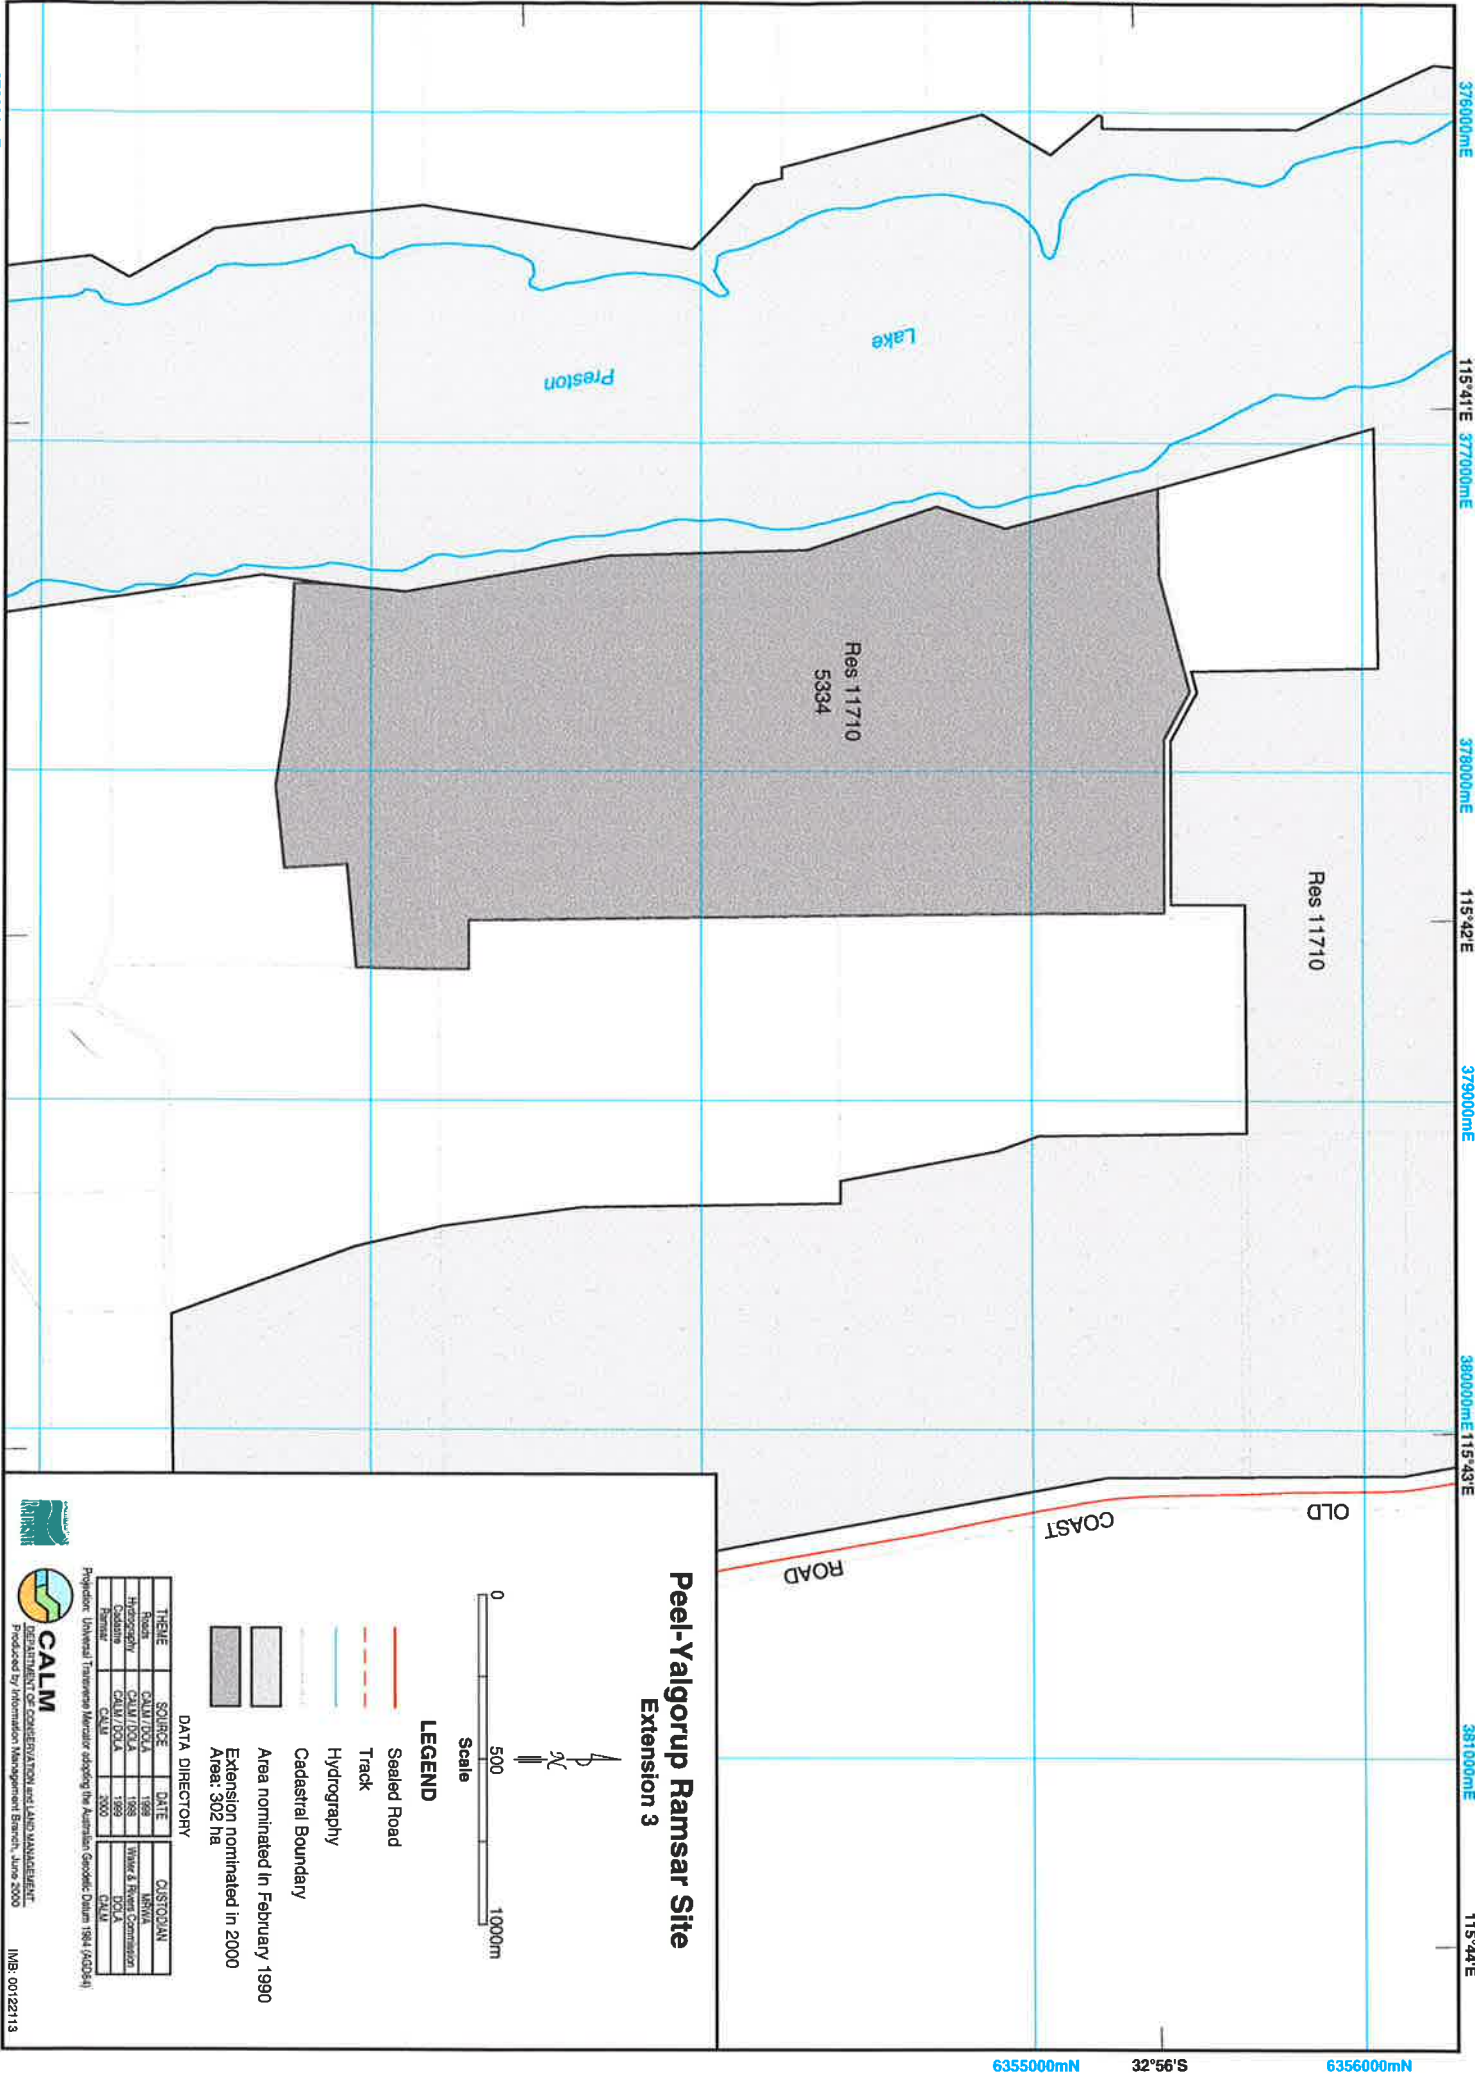 376000mE
115°41'E
377000mE
378000mE
115°42'E
379000mE
380000mE
115°43'E
381000mE
115°44'E
6356000mN
32°56'S
6355000mN
Lake
Preston
Res 11710
5334
Res 11710
OLD
COAST
ROAD
Peel-Yalgorup Ramsar Site
Extension 3
N
0 500 1000m
Scale
LEGEND
Sealed Road
Track
Hydrography
Cadastral Boundary
Area nominated in February 1990
Extension nominated in 2000
Area: 302 ha
DATA DIRECTORY
THEME SOURCE DATE CUSTODIAN
Roads CALM / DOLA 1998 MRWA
Hydrography CALM / DOLA 1998 Water & Rivers Commission
Cadastre CALM / DOLA 1999 DOLA
Ramsar CALM 2000 CALM
Projection: Universal Transverse Mercator adopting the Australian Geodetic Datum 1984 (AGD84)
CALM
DEPARTMENT OF CONSERVATION and LAND MANAGEMENT
Produced by Information Management Branch, June 2000
IMB: 00122113